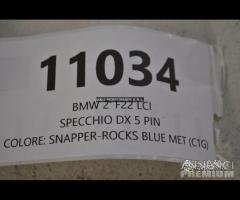 11034
BMW 2 F22 LCI
SPECCHIO DX 5 PIN
COLORE: SNAPPER-ROCKS BLUE MET (C1G)
PREMIUM